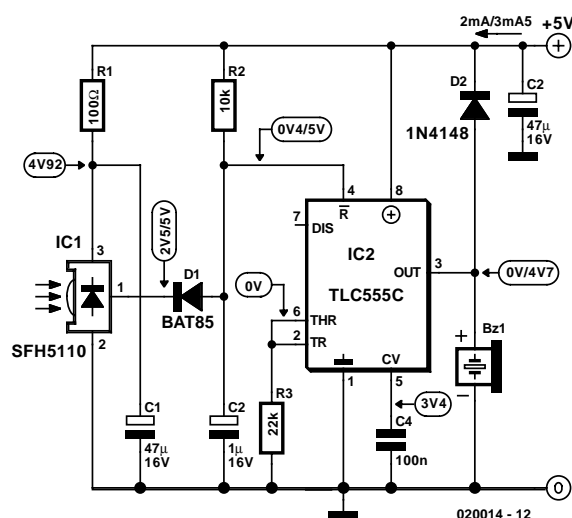 2mA/3mA5
+5V
R1
100Ω
R2
10k
D2
1N4148
C2
47µ
16V
4V92
0V4/5V
2V5/5V
4
R
8
7
DIS
IC2
TLC555C
OUT
3
0V/4V7
IC1
3
1
2
SFH5110
D1
BAT85
0V
6
THR
2
TR
CV
1
5
Bz1
+
−
R3
22k
3V4
C4
100n
C1
47µ
16V
C2
1µ
16V
0
020014 - 12